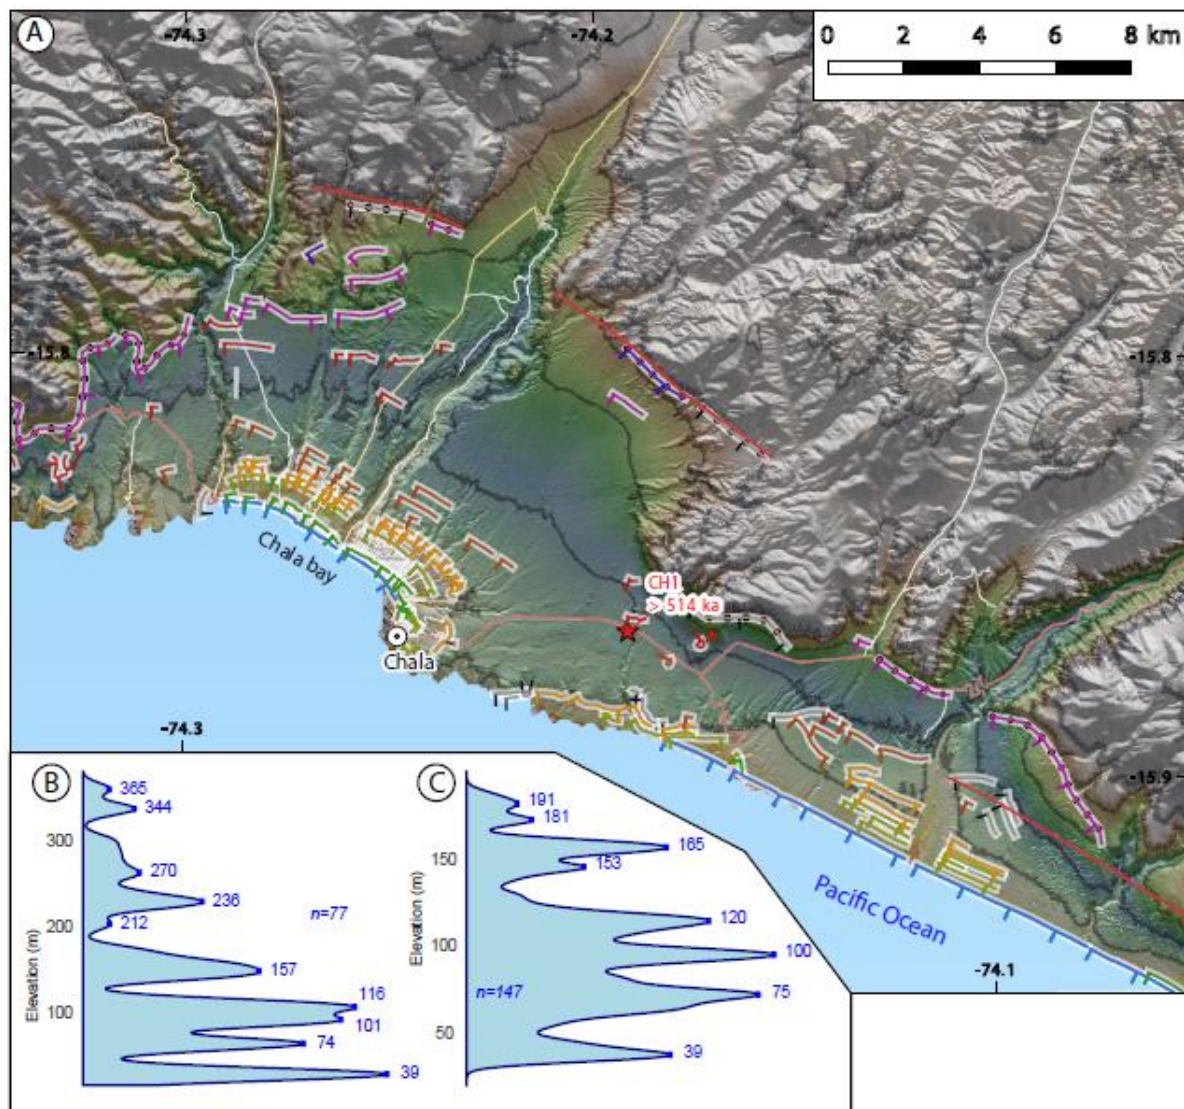 A
-74.3
-74.2
0 2 4 6 8 km
-15.8
-15.8
Chala bay
CH1
> 514 ka
Chala
-74.3
-15.9
Pacific Ocean
-74.1
B
365
344
300
270
236
n=77
212
200
157
116
100
101
74
39
Elevation (m)
C
191
181
165
150
153
120
100
100
75
n=147
50
39
Elevation (m)